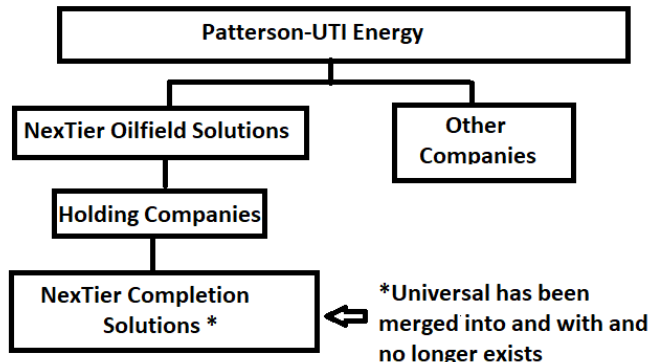 Patterson-UTI Energy
NexTier Oilfield Solutions
Other
Companies
Holding Companies
NexTier Completion
Solutions *
*Universal has been
merged into and with and
no longer exists